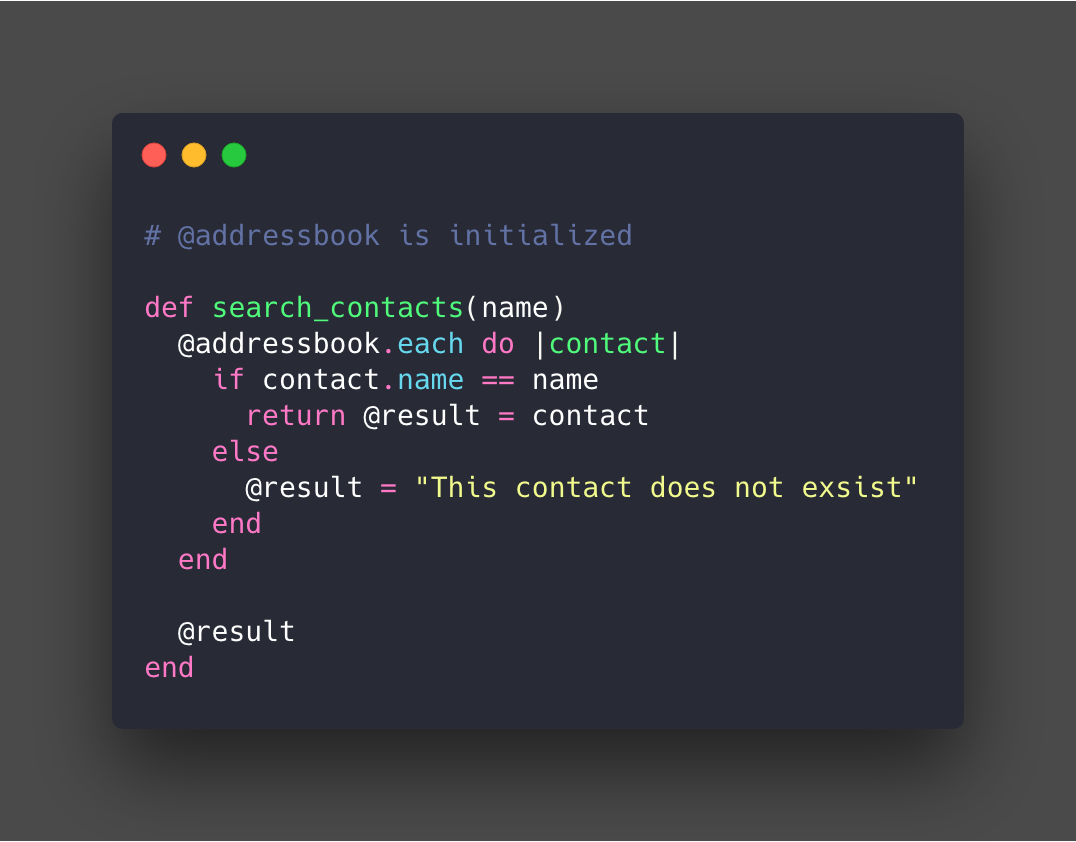 # @addressbook is initialized
def search_contacts(name)
@addressbook.each do |contact|
if contact.name == name
return @result = contact
else
@result = "This contact does not exsist"
end
end
@result
end